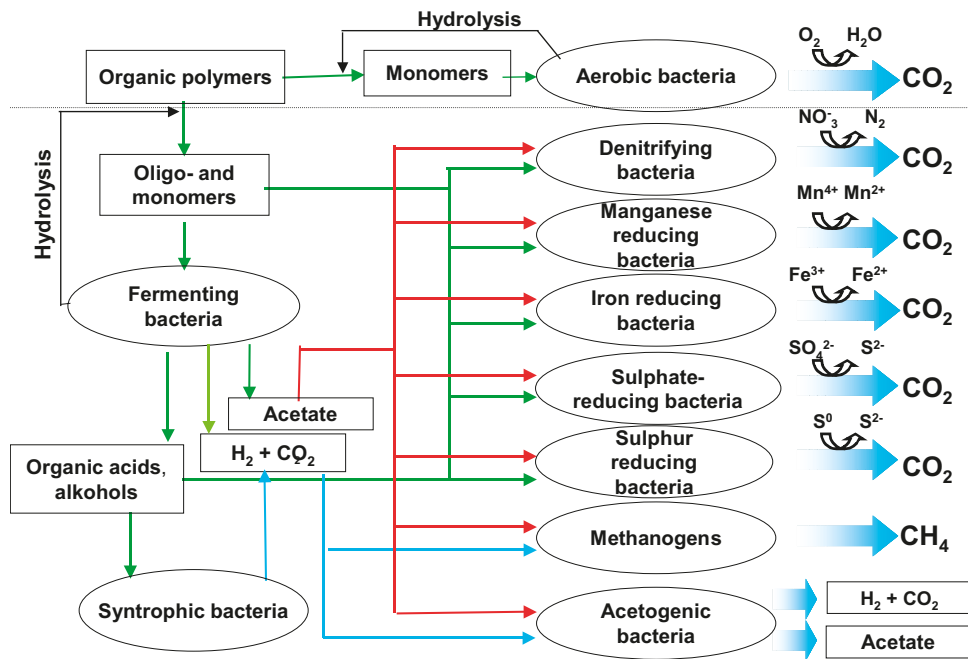 Hydrolysis
Organic polymers
Monomers
Aerobic bacteria
O₂ H₂O
CO₂
Hydrolysis
Oligo- and
monomers
Denitrifying
bacteria
NO⁻₃ N₂
CO₂
Manganese
reducing
bacteria
Mn⁴⁺ Mn²⁺
CO₂
Fermenting
bacteria
Iron reducing
bacteria
Fe³⁺ Fe²⁺
CO₂
Acetate
Sulphate-
reducing bacteria
SO₄²⁻ S²⁻
CO₂
H₂ + CO₂
Organic acids,
alkohols
Sulphur
reducing
bacteria
S⁰ S²⁻
CO₂
Methanogens
CH₄
Syntrophic bacteria
Acetogenic
bacteria
H₂ + CO₂
Acetate